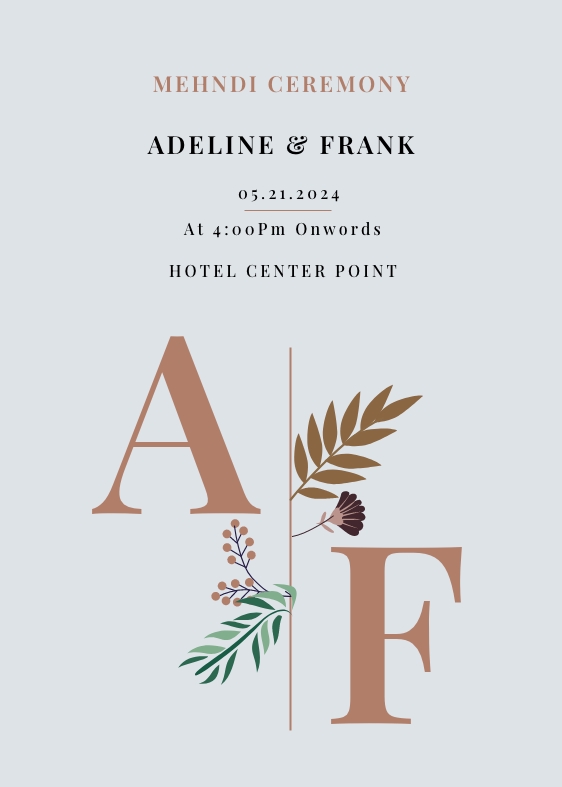 MEHNDI CEREMONY
ADELINE & FRANK
05.21.2024
At 4:00Pm Onwords
HOTEL CENTER POINT
A
F